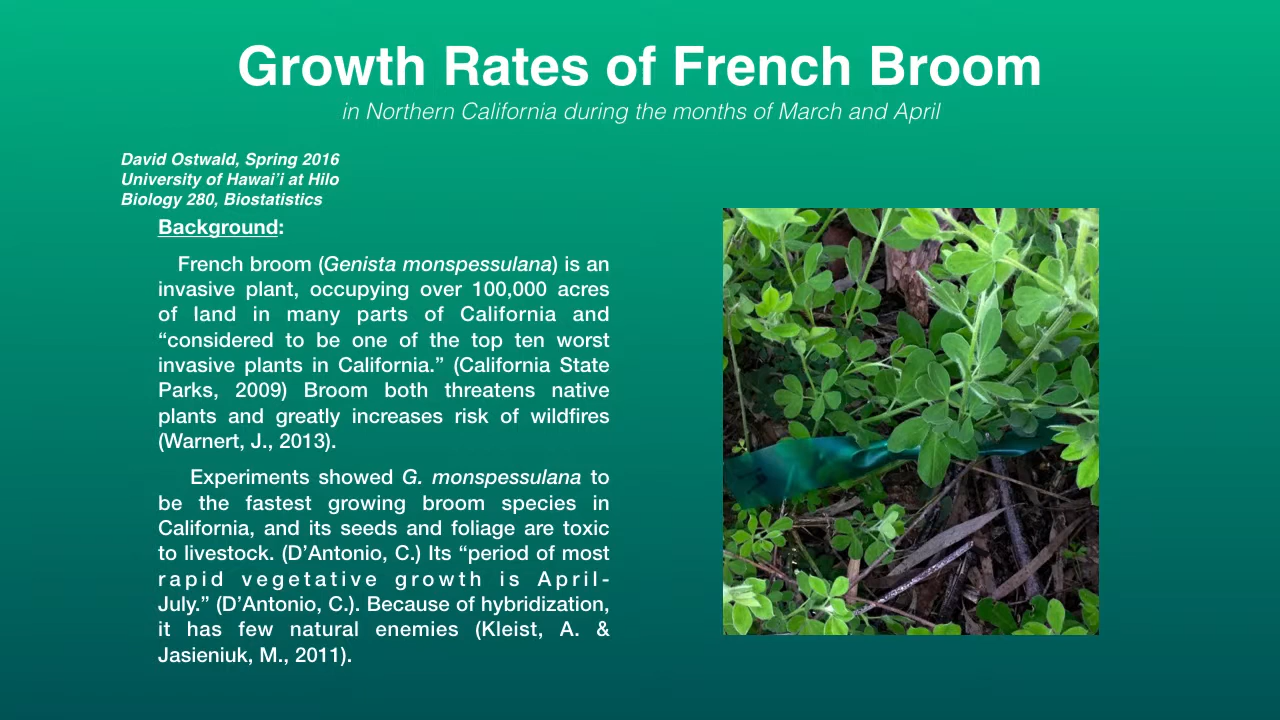 Growth Rates of French Broom
in Northern California during the months of March and April
David Ostwald, Spring 2016
University of Hawai’i at Hilo
Biology 280, Biostatistics
Background:
French broom (Genista monspessulana) is an
invasive plant, occupying over 100,000 acres
of land in many parts of California and
“considered to be one of the top ten worst
invasive plants in California.” (California State
Parks, 2009) Broom both threatens native
plants and greatly increases risk of wildfires
(Warnert, J., 2013).
Experiments showed G. monspessulana to
be the fastest growing broom species in
California, and its seeds and foliage are toxic
to livestock. (D’Antonio, C.) Its “period of most
rapid vegetative growth is April-
July.” (D’Antonio, C.). Because of hybridization,
it has few natural enemies (Kleist, A. &
Jasieniuk, M., 2011).